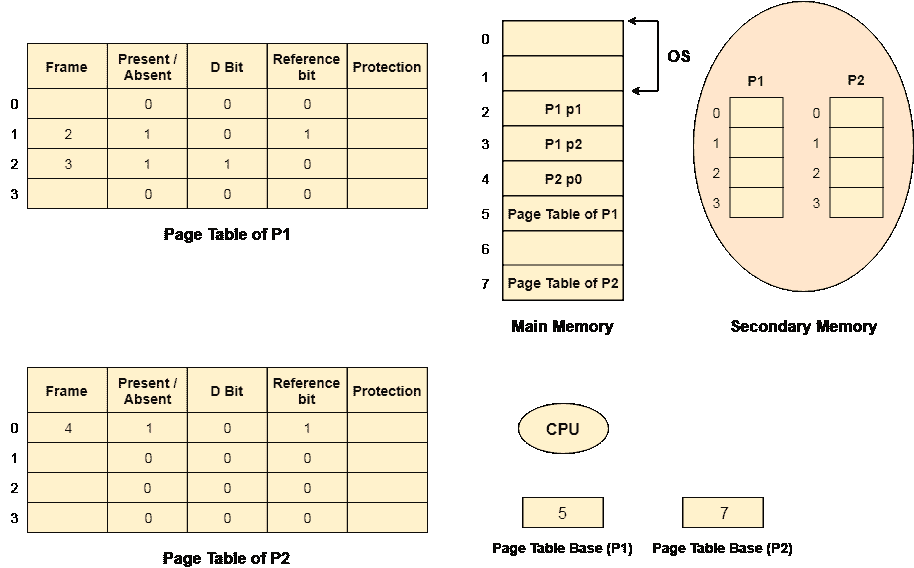 Frame Present / Absent D Bit Reference bit Protection
0 0 0 0
1 2 1 0 1
2 3 1 1 0
3 0 0 0
Page Table of P1
0
1
2 P1 p1
3 P1 p2
4 P2 p0
5 Page Table of P1
6
7 Page Table of P2
OS
Main Memory
P1 P2
0 0
1 1
2 2
3 3
Secondary Memory
Frame Present / Absent D Bit Reference bit Protection
0 4 1 0 1
1 0 0 0
2 0 0 0
3 0 0 0
Page Table of P2
CPU
5 7
Page Table Base (P1) Page Table Base (P2)